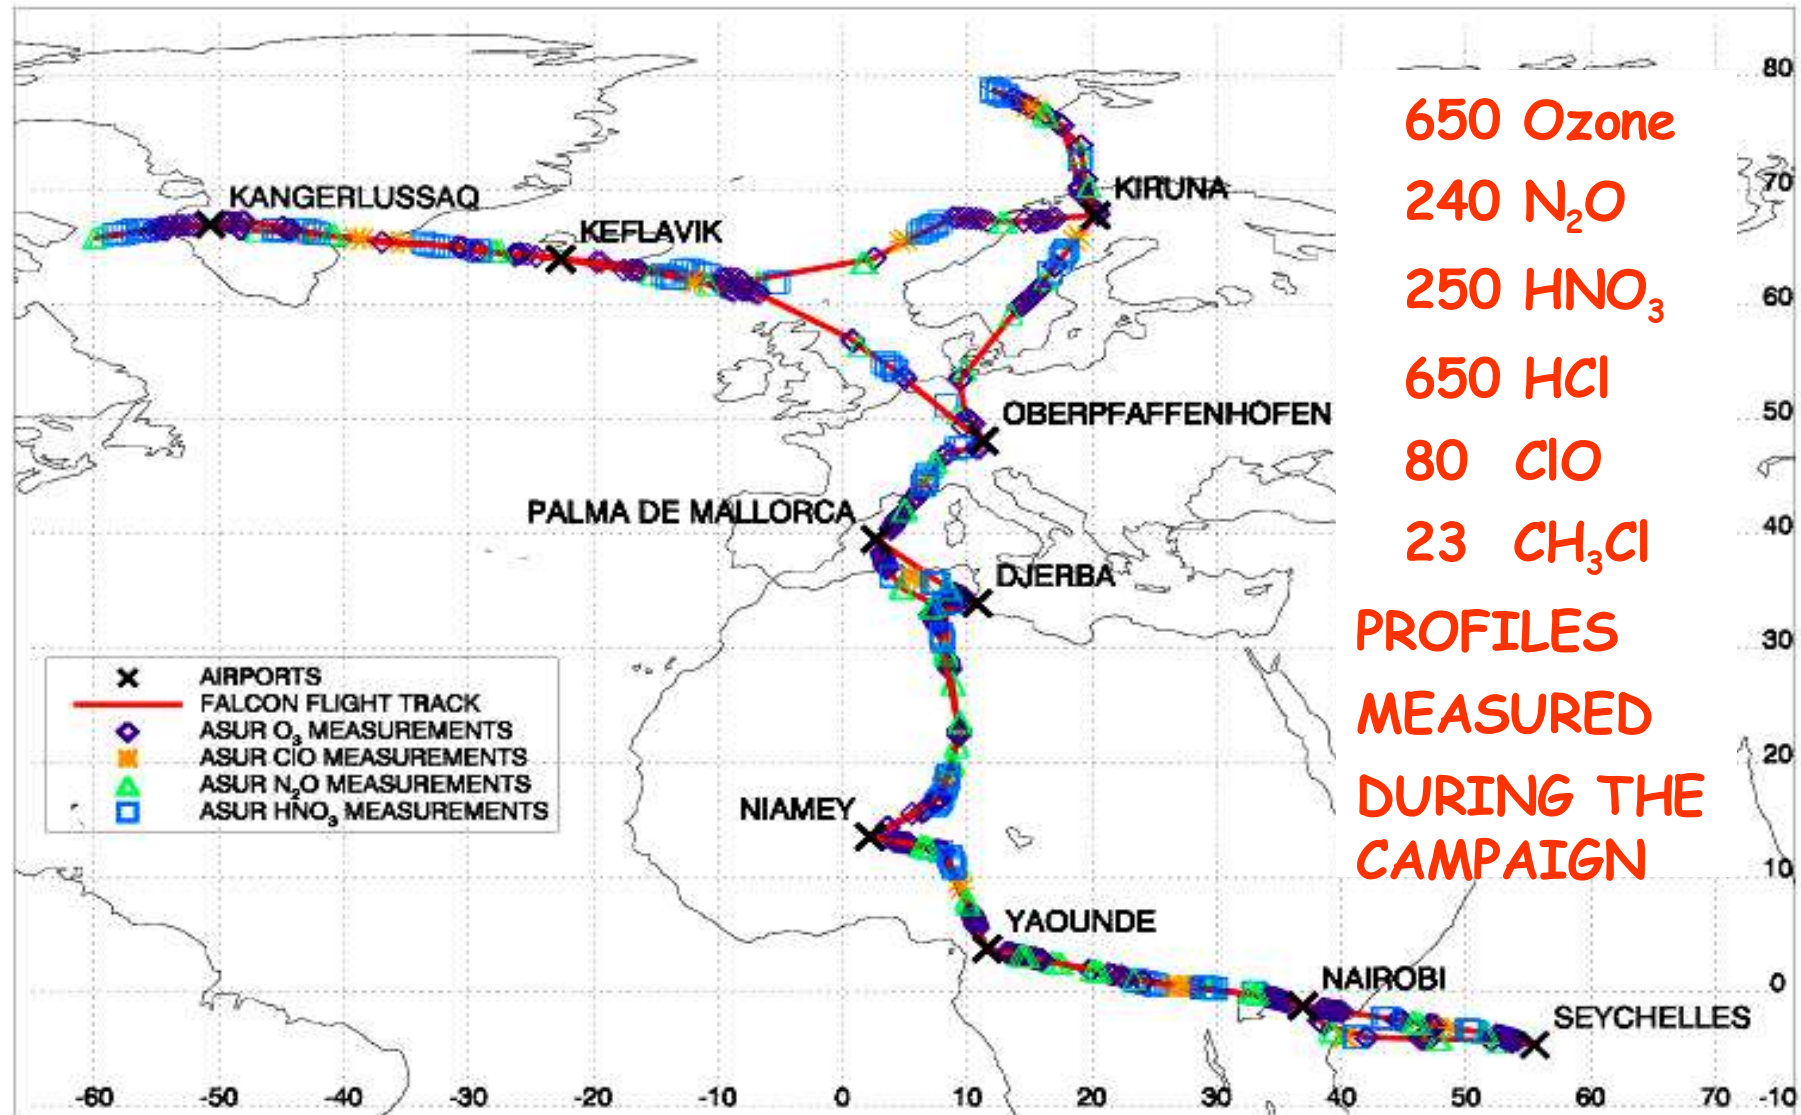 80
70
60
50
40
30
20
10
0
-10
KANGERLUSSAQ
KEFLAVIK
KIRUNA
OBERPFAFFENHOFEN
PALMA DE MALLORCA
DJERBA
NIAMEY
YAOUNDE
NAIROBI
SEYCHELLES
AIRPORTS
FALCON FLIGHT TRACK
ASUR O₃ MEASUREMENTS
ASUR ClO MEASUREMENTS
ASUR N₂O MEASUREMENTS
ASUR HNO₃ MEASUREMENTS
-60 -50 -40 -30 -20 -10 0 10 20 30 40 50 60 70
650 Ozone
240 N₂O
250 HNO₃
650 HCl
80 ClO
23 CH₃Cl
PROFILES
MEASURED
DURING THE
CAMPAIGN